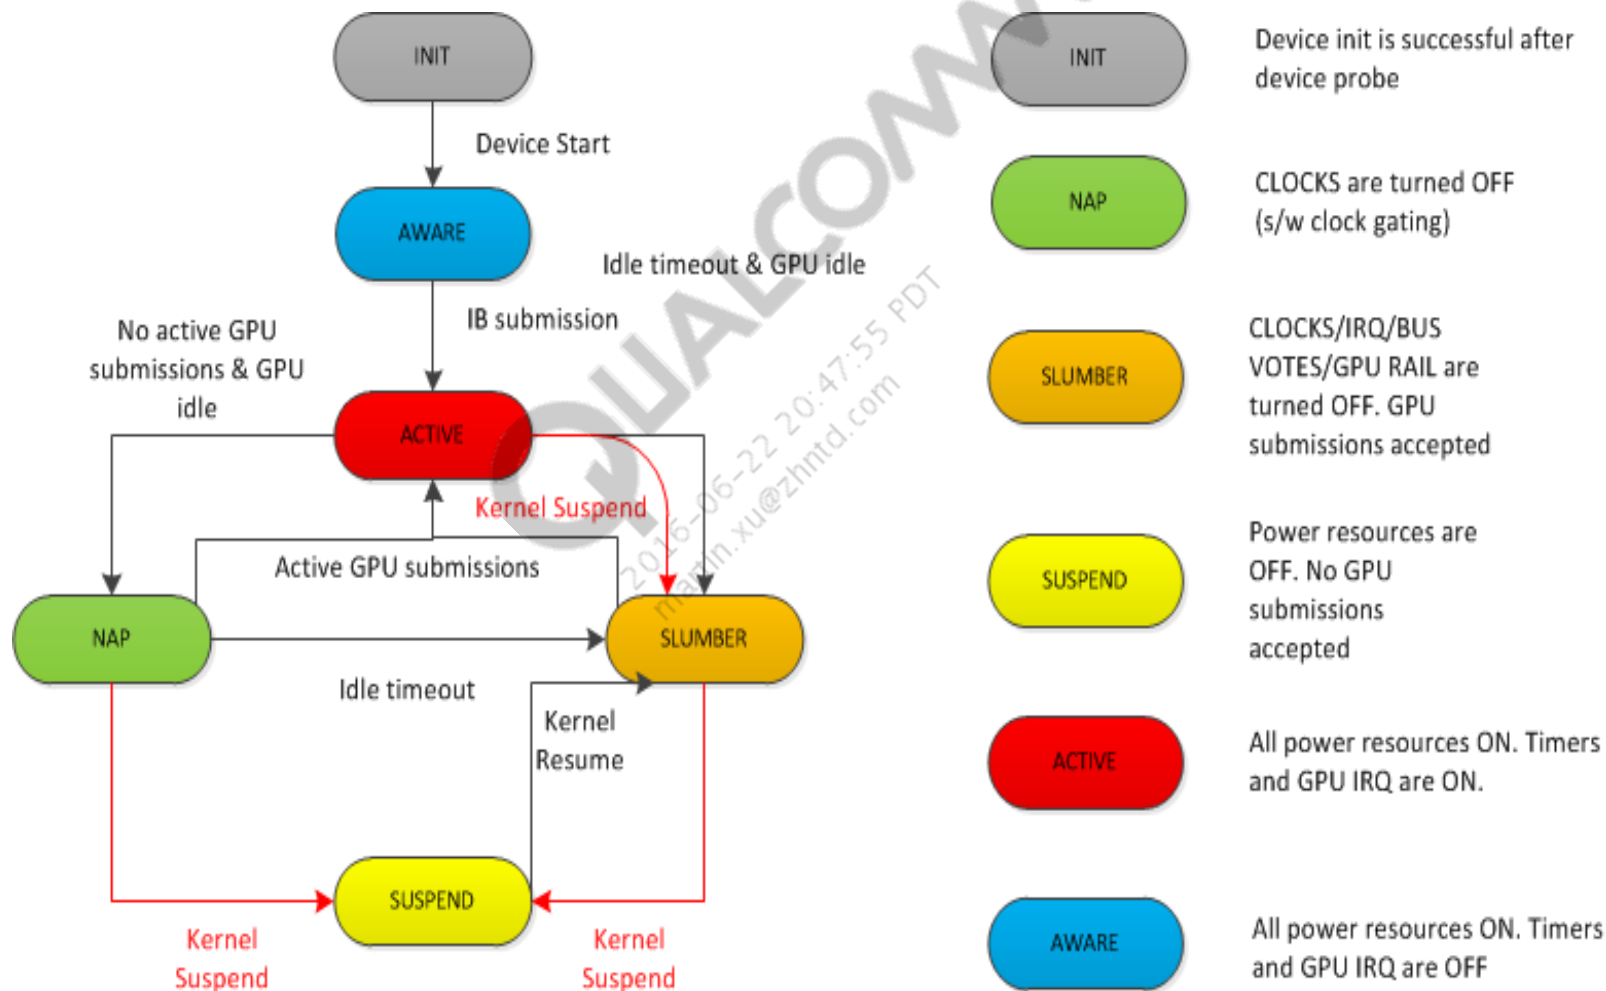 INIT
Device Start
AWARE
Idle timeout & GPU idle
IB submission
No active GPU
submissions & GPU
idle
ACTIVE
Kernel Suspend
Active GPU submissions
NAP
SLUMBER
Idle timeout
Kernel
Resume
SUSPEND
Kernel
Suspend
Kernel
Suspend
INIT
Device init is successful after
device probe
NAP
CLOCKS are turned OFF
(s/w clock gating)
SLUMBER
CLOCKS/IRQ/BUS
VOTES/GPU RAIL are
turned OFF. GPU
submissions accepted
SUSPEND
Power resources are
OFF. No GPU
submissions
accepted
ACTIVE
All power resources ON. Timers
and GPU IRQ are ON.
AWARE
All power resources ON. Timers
and GPU IRQ are OFF
QUALCOMM
2016-06-22 20:47:55 PDT
martin.xu@zhntd.com